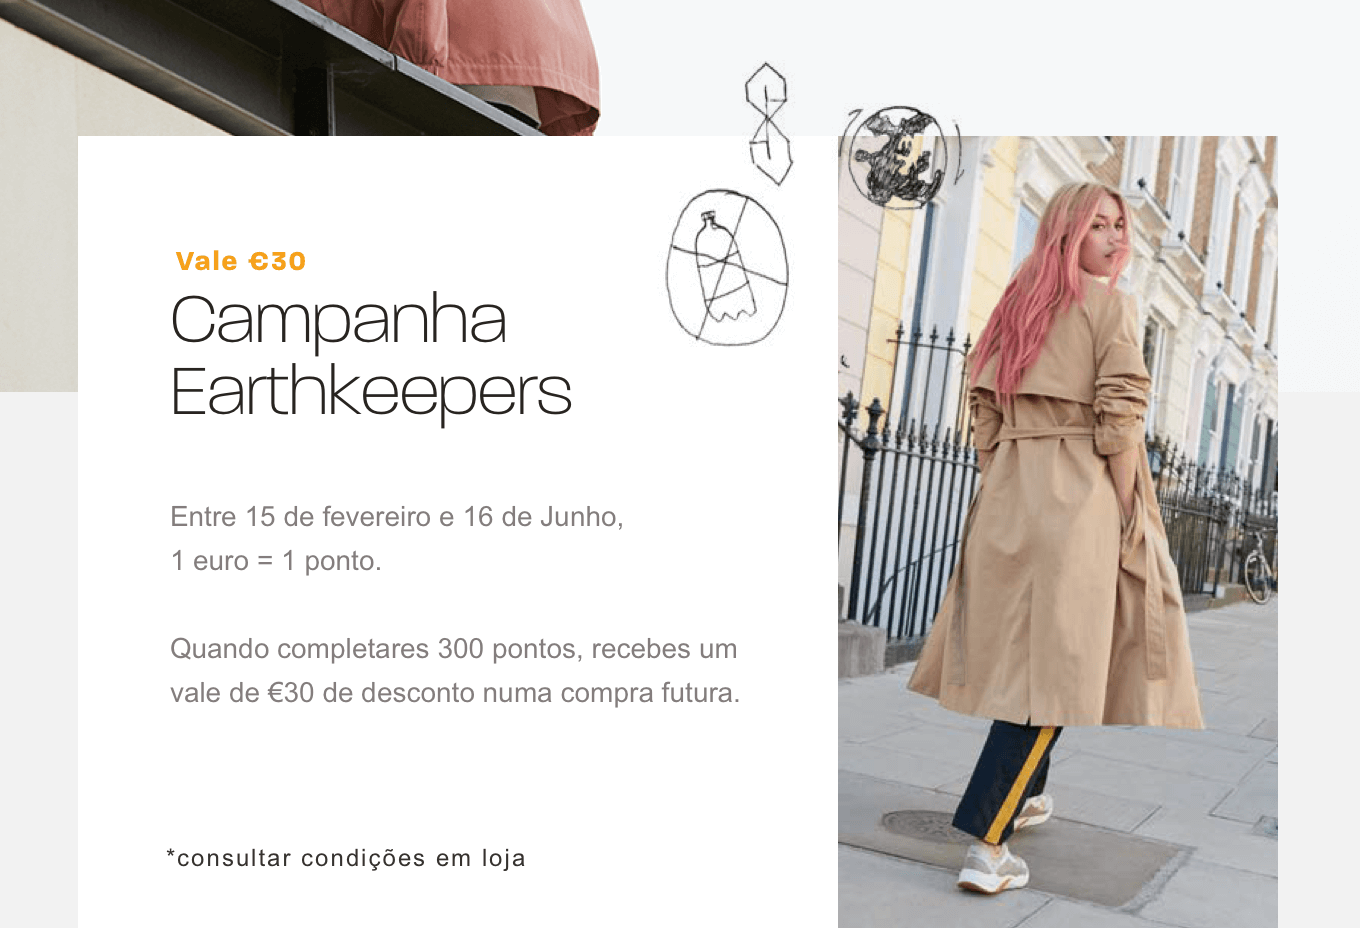 Vale €30
Campanha
Earthkeepers
Entre 15 de fevereiro e 16 de Junho,
1 euro = 1 ponto.
Quando completares 300 pontos, recebes um
vale de €30 de desconto numa compra futura.
*consultar condições em loja